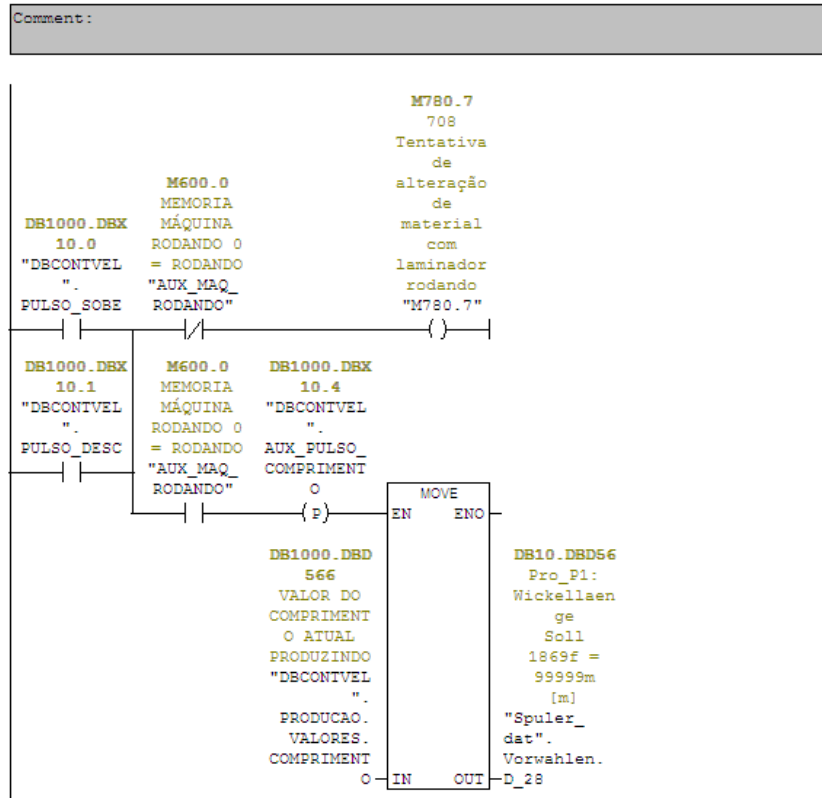 Comment:
M780.7
708
Tentativa
de
alteração
de
material
com
laminador
rodando
"M780.7"
M600.0
MEMORIA
MÁQUINA
RODANDO 0
= RODANDO
"AUX_MAQ_
RODANDO"
DB1000.DBX
10.0
"DBCONTVEL
".
PULSO_SOBE
DB1000.DBX
10.1
"DBCONTVEL
".
PULSO_DESC
M600.0
MEMORIA
MÁQUINA
RODANDO 0
= RODANDO
"AUX_MAQ_
RODANDO"
DB1000.DBX
10.4
"DBCONTVEL
".
AUX_PULSO_
COMPRIMENT
O
P
MOVE
EN ENO
DB1000.DBD
566
VALOR DO
COMPRIMENT
O ATUAL
PRODUZINDO
"DBCONTVEL
".
PRODUCAO.
VALORES.
COMPRIMENT
O
IN OUT
DB10.DBD56
Pro_P1:
Wickellaen
ge
Soll
1869f =
99999m
[m]
"Spuler_
dat".
Vorwahlen.
D_28